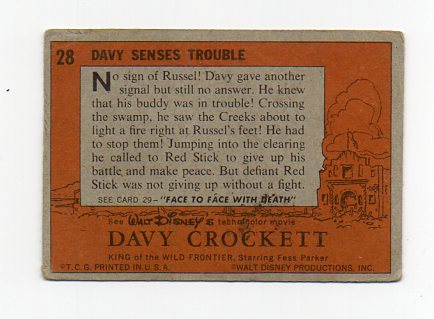 28 DAVY SENSES TROUBLE
No sign of Russel! Davy gave another
signal but still no answer. He knew
that his buddy was in trouble! Crossing
the swamp, he saw the Creeks about to
light a fire right at Russel's feet! He had
to stop them! Jumping into the clearing
he called to Red Stick to give up his
battle and make peace. But defiant Red
Stick was not giving up without a fight.
SEE CARD 29—"FACE TO FACE WITH DEATH"
See WALT DISNEY'S technicolor movie
DAVY CROCKETT
KING of the WILD FRONTIER, Starring Fess Parker
©T.C.G. PRINTED IN U.S.A. ©WALT DISNEY PRODUCTIONS, INC.